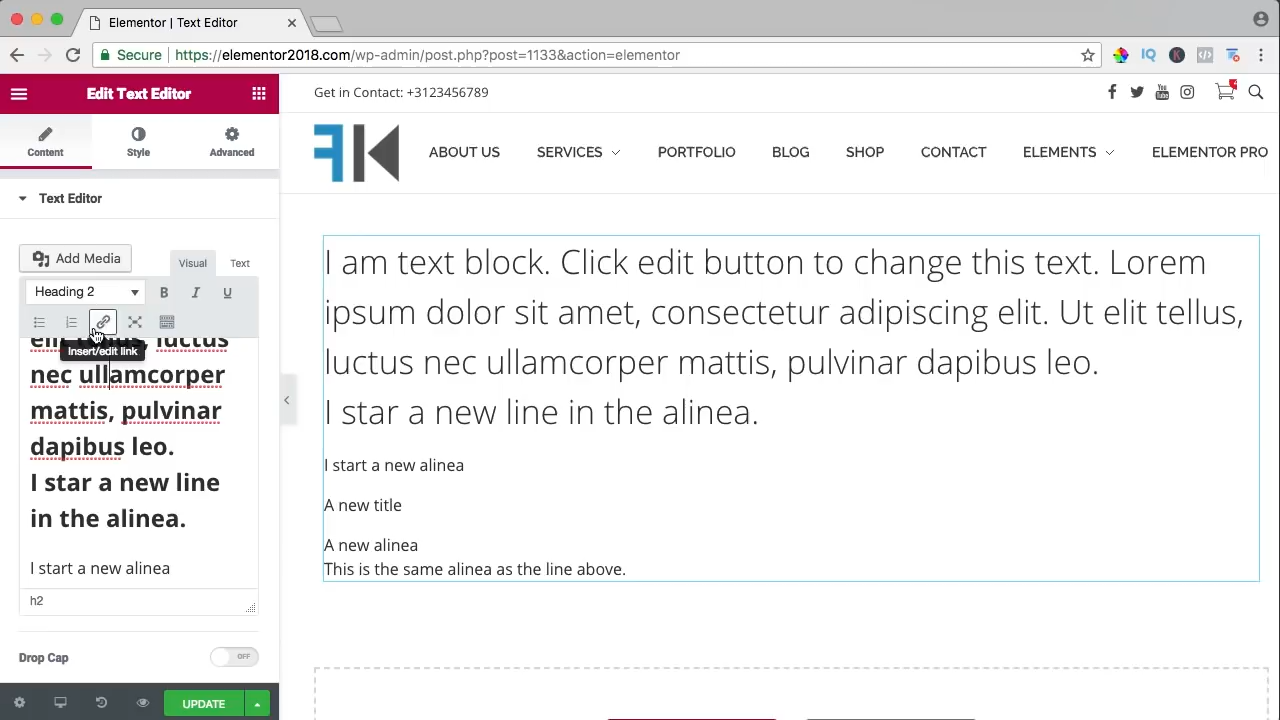 Elementor | Text Editor
Secure https://elementor2018.com/wp-admin/post.php?post=1133&action=elementor
Edit Text Editor
Content Style Advanced
Text Editor
Add Media
Visual Text
Heading 2 B I U
Insert/edit link
elit tellus, luctus
nec ullamcorper
mattis, pulvinar
dapibus leo.
I star a new line
in the alinea.
I start a new alinea
h2
Drop Cap OFF
UPDATE
Get in Contact: +3123456789
FK
ABOUT US SERVICES PORTFOLIO BLOG SHOP CONTACT ELEMENTS ELEMENTOR PRO
I am text block. Click edit button to change this text. Lorem
ipsum dolor sit amet, consectetur adipiscing elit. Ut elit tellus,
luctus nec ullamcorper mattis, pulvinar dapibus leo.
I star a new line in the alinea.
I start a new alinea
A new title
A new alinea
This is the same alinea as the line above.